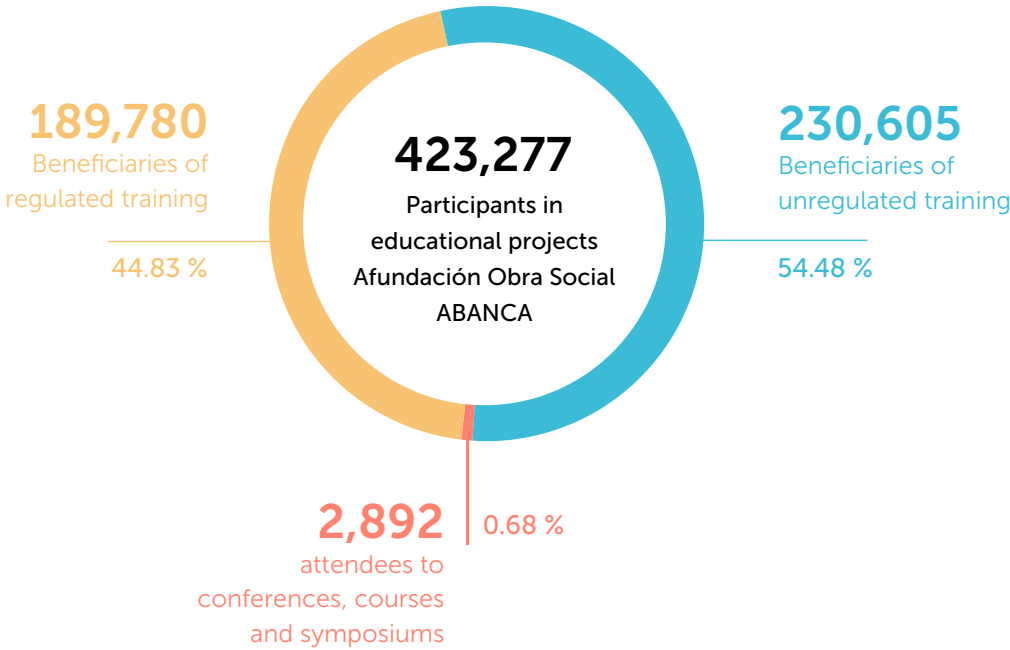 189,780
Beneficiaries of
regulated training
44.83 %
423,277
Participants in
educational projects
Afundación Obra Social
ABANCA
230,605
Beneficiaries of
unregulated training
54.48 %
2,892
attendees to
conferences, courses
and symposiums
0.68 %